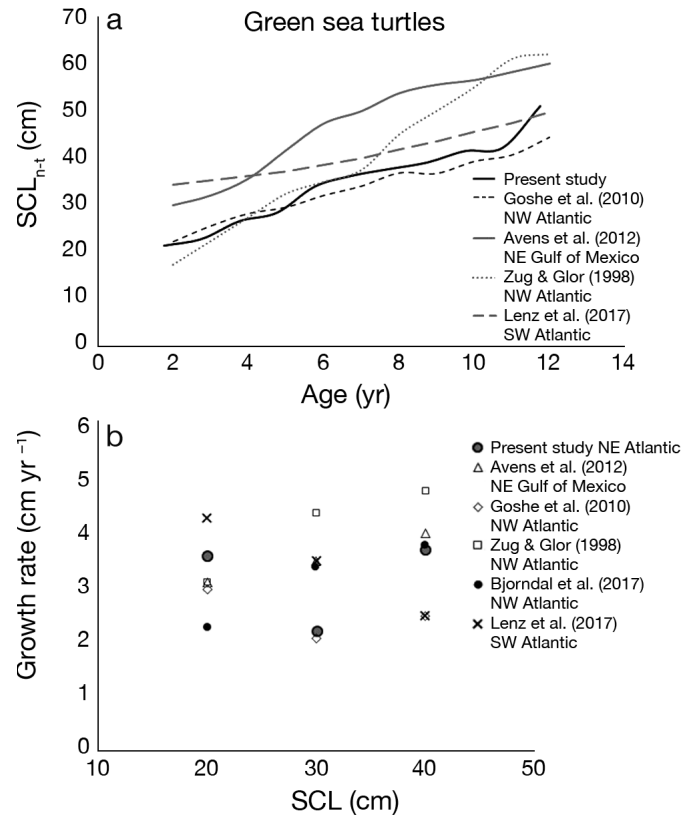 a
Green sea turtles
70
60
50
40
30
20
10
0
SCLn-t (cm)
0 2 4 6 8 10 12 14
Age (yr)
Present study
Goshe et al. (2010)
NW Atlantic
Avens et al. (2012)
NE Gulf of Mexico
Zug & Glor (1998)
NW Atlantic
Lenz et al. (2017)
SW Atlantic
b
6
5
4
3
2
1
0
Growth rate (cm yr −1)
10 20 30 40 50
SCL (cm)
Present study NE Atlantic
Avens et al. (2012)
NE Gulf of Mexico
Goshe et al. (2010)
NW Atlantic
Zug & Glor (1998)
NW Atlantic
Bjorndal et al. (2017)
NW Atlantic
Lenz et al. (2017)
SW Atlantic